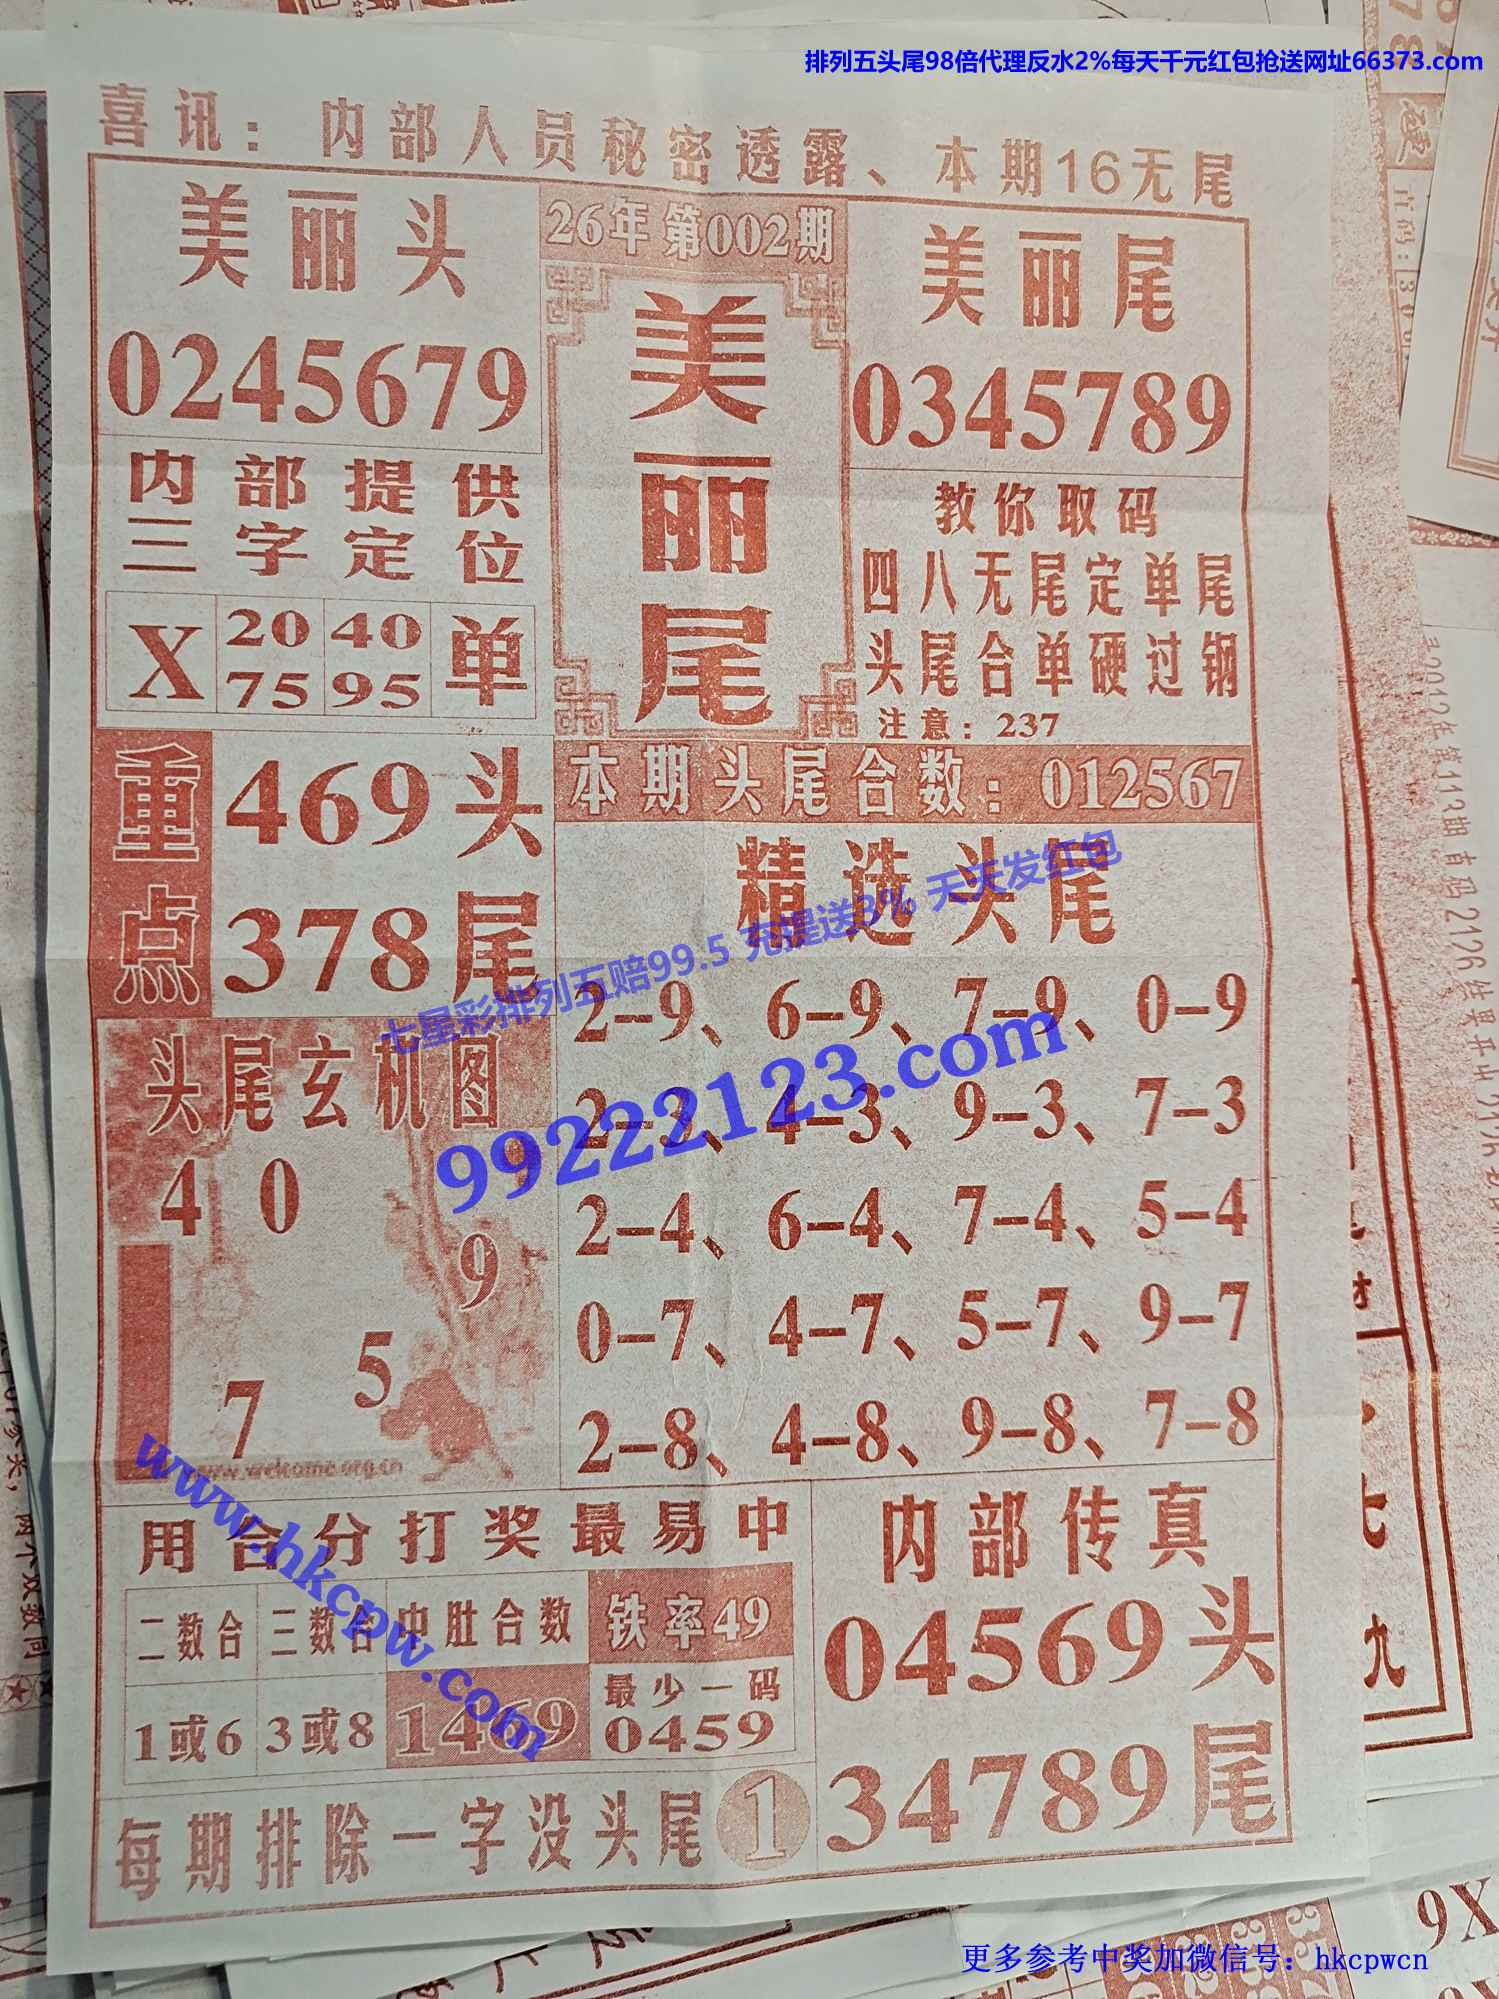 排列五头尾98倍代理反水2%每天千元红包抢送网址66373.com
喜讯：内部人员秘密透露、本期16无尾
美丽头
0245679
26年第002期
美丽尾
美丽尾
0345789
内部提供
三字定位
X 20 40 单
75 95
教你取码
四八无尾定单尾
头尾合单硬过钢
注意：237
重点
469头
378尾
本期头尾合数：012567
精选头尾
2-9、6-9、7-9、0-9
2-3、4-3、9-3、7-3
2-4、6-4、7-4、5-4
0-7、4-7、5-7、9-7
2-8、4-8、9-8、7-8
七星彩排列五赔99.5 充提送3% 天天发红包
99222123.com
头尾玄机图
4 0
9
5
7
www.welcome.org.cn
www.hkcpw.com
用合分打奖最易中
二数合 三数合 中肚合数 铁率49
1或6 3或8 1469 最少一码
0459
内部传真
04569头
34789尾
每期排除一字没头尾 1
更多参考中奖加微信号：hkcpwcn
9X